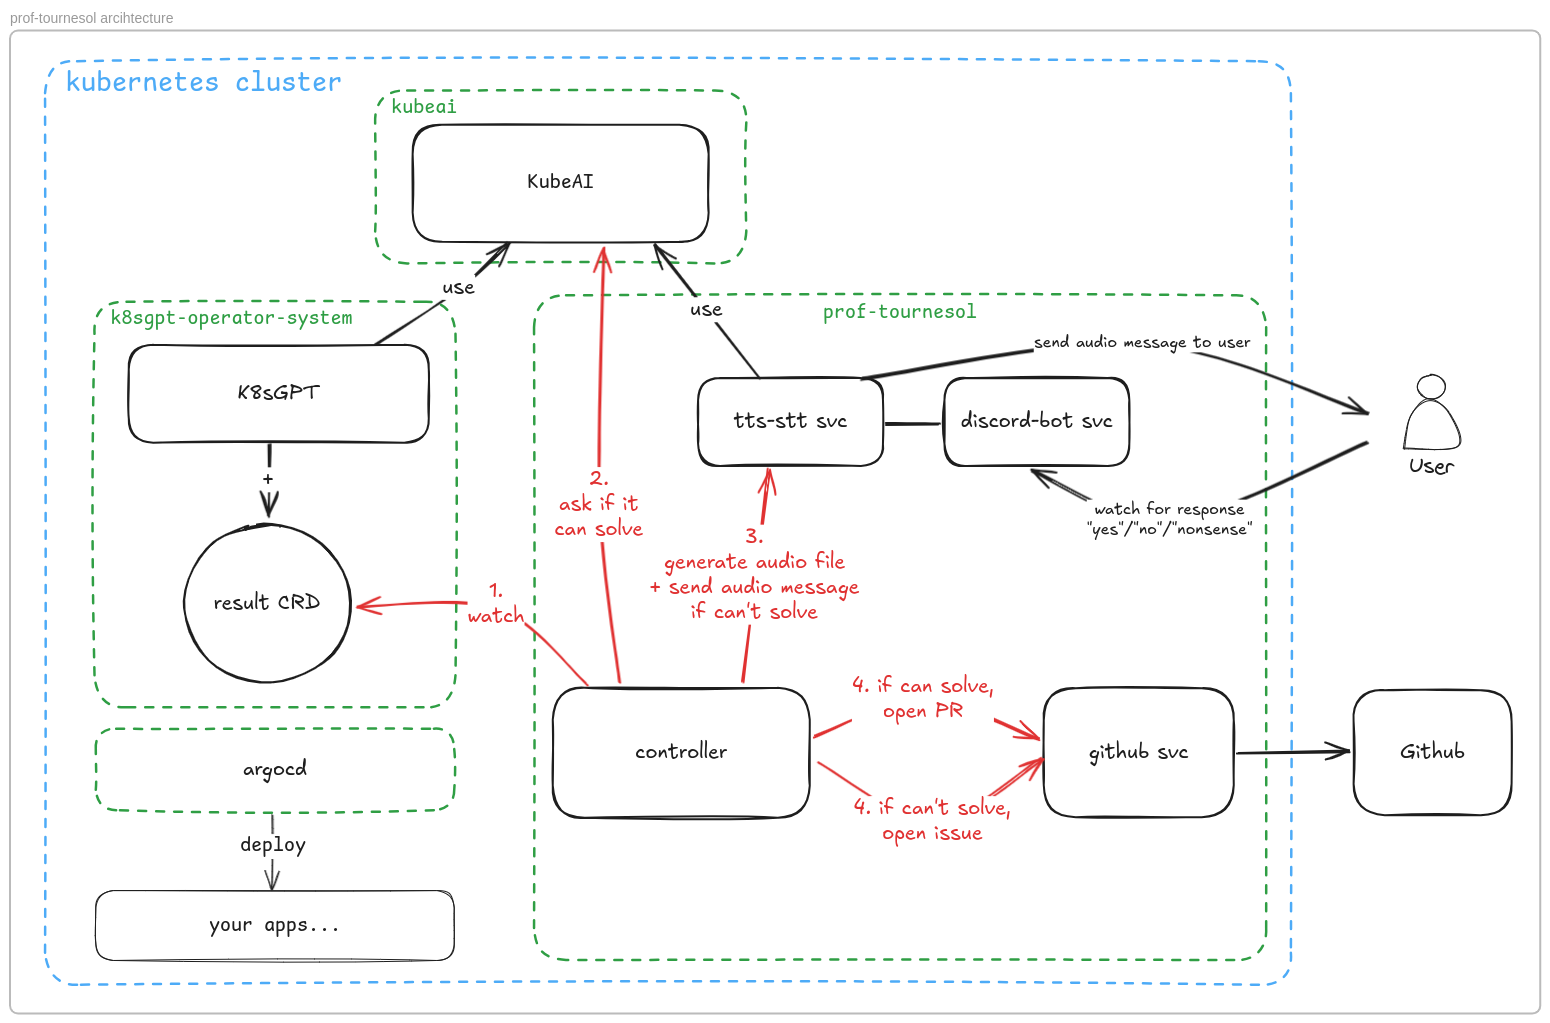 prof-tournesol arcihtecture
kubernetes cluster
kubeai
KubeAI
use
use
k8sgpt-operator-system
prof-tournesol
K8sGPT
send audio message to user
tts-stt svc
discord-bot svc
User
+
2.
ask if it
can solve
watch for response
"yes"/"no"/"nonsense"
3.
generate audio file
+ send audio message
if can't solve
result CRD
1.
watch
4. if can solve,
open PR
controller
github svc
Github
4. if can't solve,
open issue
argocd
deploy
your apps...